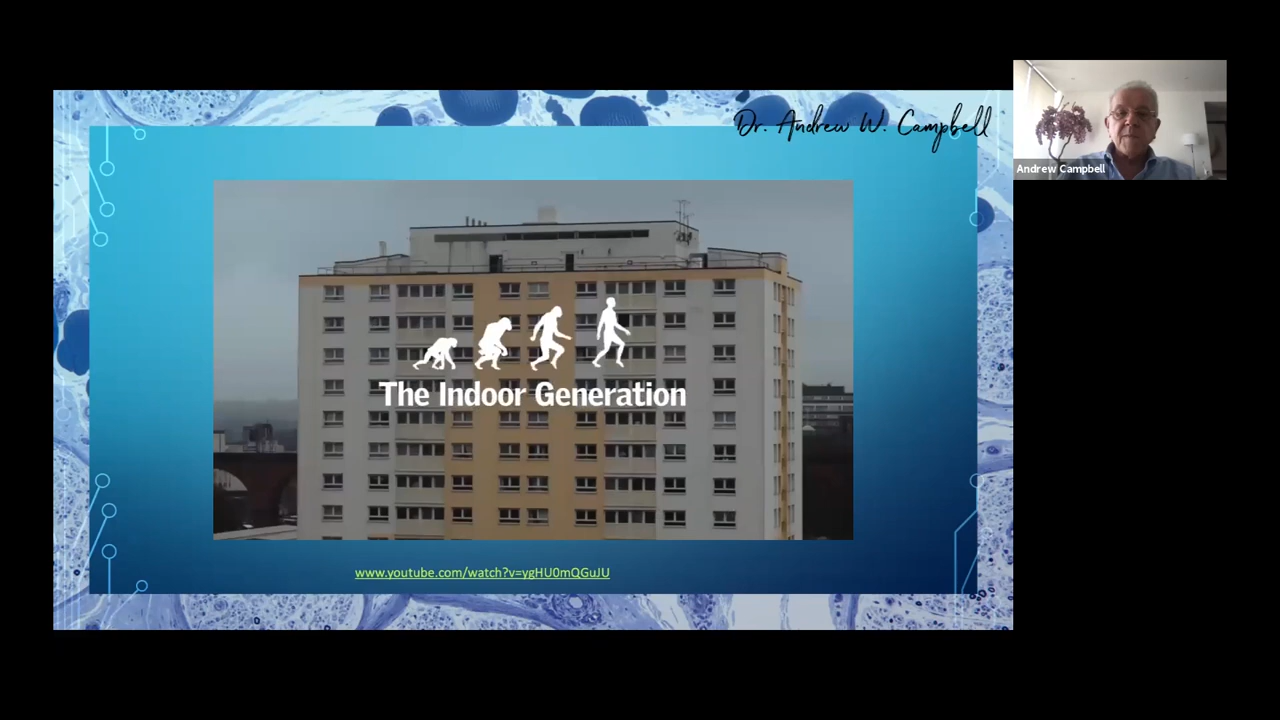 Dr. Andrew W. Campbell
Andrew Campbell
The Indoor Generation
www.youtube.com/watch?v=ygHU0mQGuJU